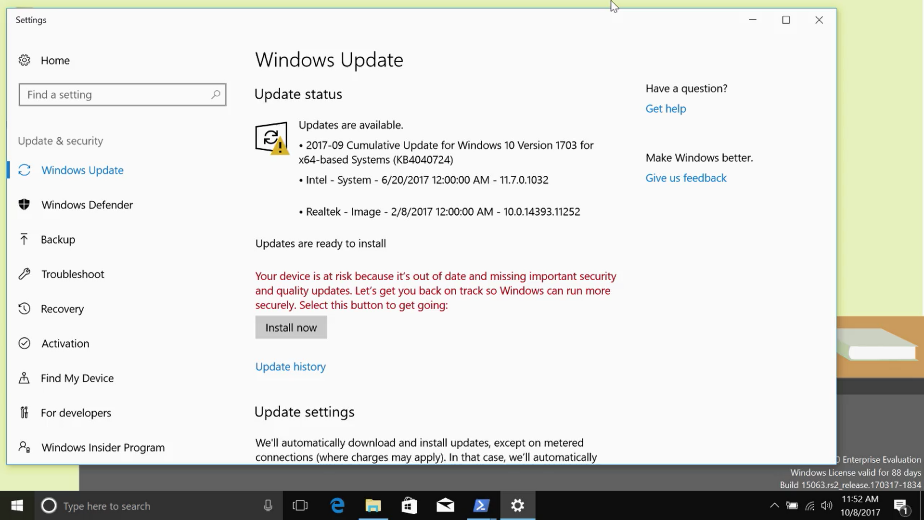 Settings
Home
Find a setting
Update & security
Windows Update
Windows Defender
Backup
Troubleshoot
Recovery
Activation
Find My Device
For developers
Windows Insider Program
Windows Update
Update status
Updates are available.
• 2017-09 Cumulative Update for Windows 10 Version 1703 for
x64-based Systems (KB4040724)
• Intel - System - 6/20/2017 12:00:00 AM - 11.7.0.1032
• Realtek - Image - 2/8/2017 12:00:00 AM - 10.0.14393.11252
Updates are ready to install
Your device is at risk because it's out of date and missing important security
and quality updates. Let's get you back on track so Windows can run more
securely. Select this button to get going:
Install now
Update history
Update settings
We'll automatically download and install updates, except on metered
connections (where charges may apply). In that case, we'll automatically
Have a question?
Get help
Make Windows better.
Give us feedback
0 Enterprise Evaluation
Windows License valid for 88 days
Build 15063.rs2_release.170317-1834
Type here to search
11:52 AM
10/8/2017
1